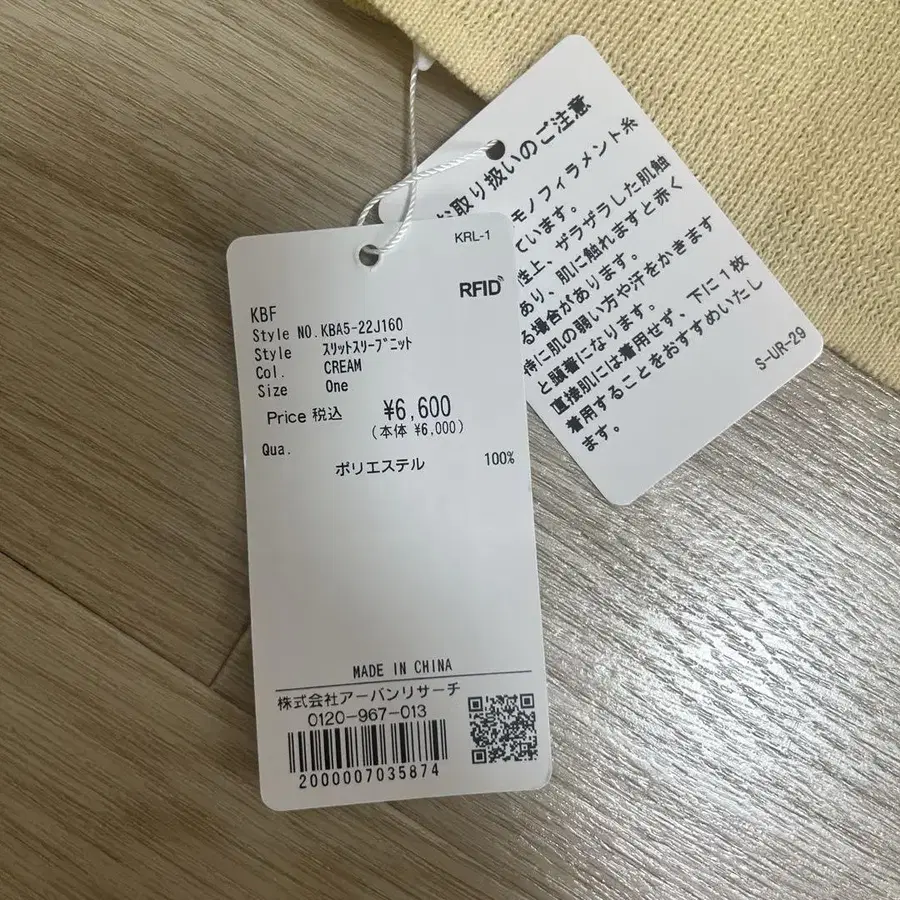 KRL-1
RFID
KBF
Style NO.KBA5-22J160
Style ｽﾘｯﾄｽﾘｰﾌﾞﾆｯﾄ
Col. CREAM
Size One
Price 税込 ¥6,600
(本体 ¥6,000)
Qua.
ポリエステル 100%
MADE IN CHINA
株式会社アーバンリサーチ
0120-967-013
2000007035874
お取り扱いのご注意
モノフィラメント糸
ています。
性上、ザラザラした肌触
あり、肌に触れますと赤く
る場合があります。
特に肌の弱い方や汗をかきます
と顕著になります。
直接肌には着用せず、下に1枚
着用することをおすすめいたし
ます。
S-UR-29